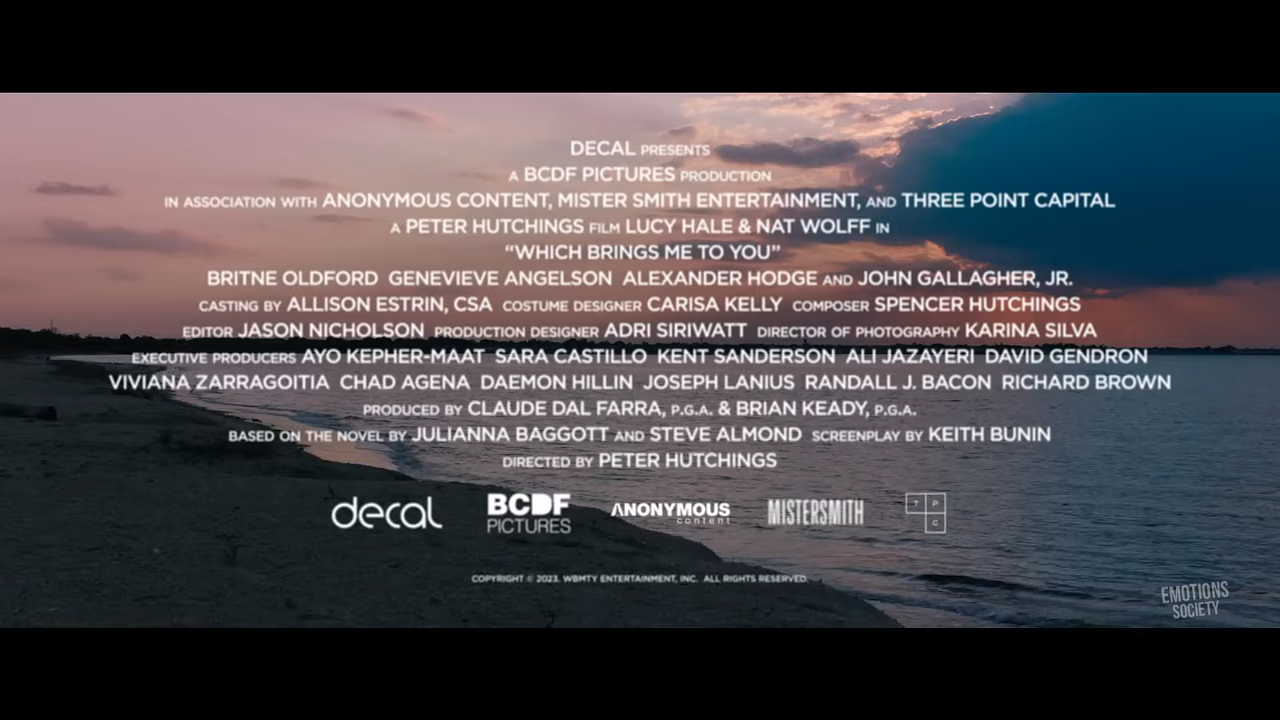 DECAL PRESENTS
A BCDF PICTURES PRODUCTION
IN ASSOCIATION WITH ANONYMOUS CONTENT, MISTER SMITH ENTERTAINMENT, AND THREE POINT CAPITAL
A PETER HUTCHINGS FILM LUCY HALE & NAT WOLFF IN
“WHICH BRINGS ME TO YOU”
BRITNE OLDFORD GENEVIEVE ANGELSON ALEXANDER HODGE AND JOHN GALLAGHER, JR.
CASTING BY ALLISON ESTRIN, CSA COSTUME DESIGNER CARISA KELLY COMPOSER SPENCER HUTCHINGS
EDITOR JASON NICHOLSON PRODUCTION DESIGNER ADRI SIRIWATT DIRECTOR OF PHOTOGRAPHY KARINA SILVA
EXECUTIVE PRODUCERS AYO KEPHER-MAAT SARA CASTILLO KENT SANDERSON ALI JAZAYERI DAVID GENDRON
VIVIANA ZARRAGOITIA CHAD AGENA DAEMON HILLIN JOSEPH LANIUS RANDALL J. BACON RICHARD BROWN
PRODUCED BY CLAUDE DAL FARRA, P.G.A. & BRIAN KEADY, P.G.A.
BASED ON THE NOVEL BY JULIANNA BAGGOTT AND STEVE ALMOND SCREENPLAY BY KEITH BUNIN
DIRECTED BY PETER HUTCHINGS
decal
BCDF
PICTURES
ANONYMOUS
content
MISTERSMITH
T P
C
COPYRIGHT © 2023. WBMTY ENTERTAINMENT, INC. ALL RIGHTS RESERVED.
EMOTIONS
SOCIETY